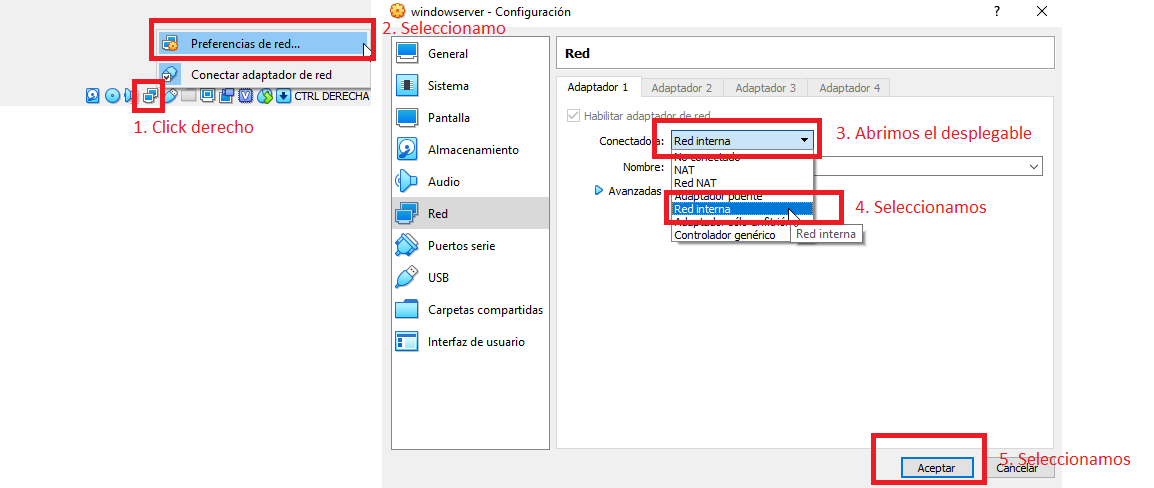 Preferencias de red...
2. Seleccionamo
Conectar adaptador de red
CTRL DERECHA
1. Click derecho
windowserver - Configuración
?
General
Sistema
Pantalla
Almacenamiento
Audio
Red
Puertos serie
USB
Carpetas compartidas
Interfaz de usuario
Red
Adaptador 1
Adaptador 2
Adaptador 3
Adaptador 4
Habilitar adaptador de red
Conectado a:
Red interna
3. Abrimos el desplegable
No conectado
Nombre:
NAT
Red NAT
Avanzadas
Adaptador puente
Red interna
4. Seleccionamos
Adaptador sólo anfitrión
Controlador genérico
Red interna
5. Seleccionamos
Aceptar
Cancelar